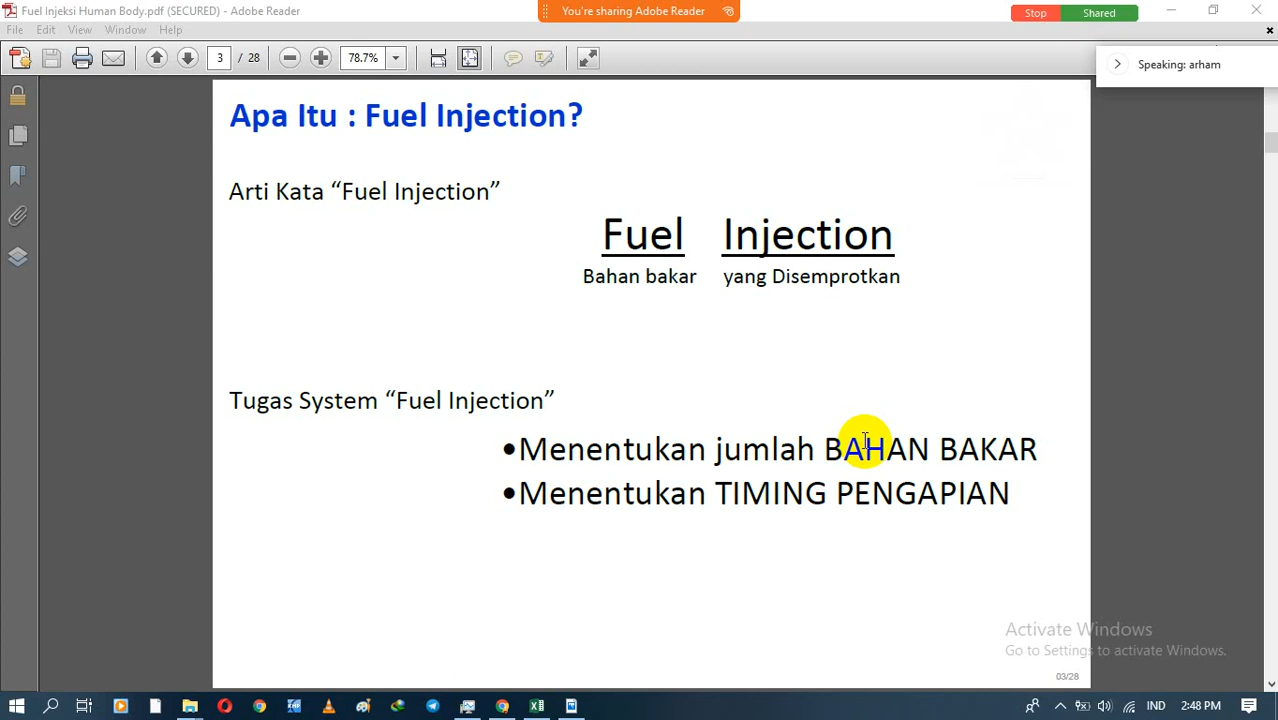 Fuel Injeksi Human Body.pdf (SECURED) - Adobe Reader
You're sharing Adobe Reader
Stop
Shared
File Edit View Window Help
3 / 28
78.7%
Speaking: arham
Apa Itu : Fuel Injection?
Arti Kata “Fuel Injection”
Fuel Injection
Bahan bakar yang Disemprotkan
Tugas System “Fuel Injection”
•Menentukan jumlah BAHAN BAKAR
•Menentukan TIMING PENGAPIAN
Activate Windows
Go to Settings to activate Windows.
03/28
IND 2:48 PM